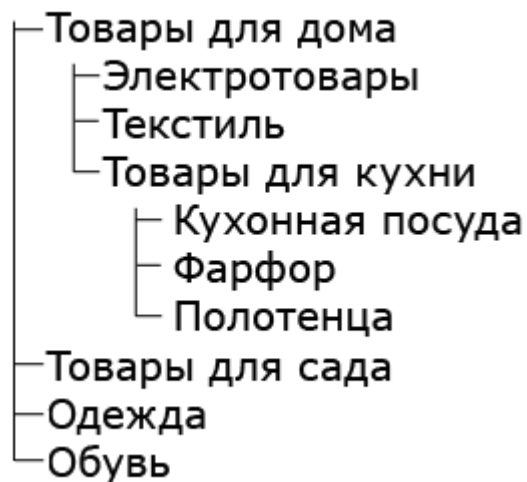 Товары для дома
Электротовары
Текстиль
Товары для кухни
Кухонная посуда
Фарфор
Полотенца
Товары для сада
Одежда
Обувь